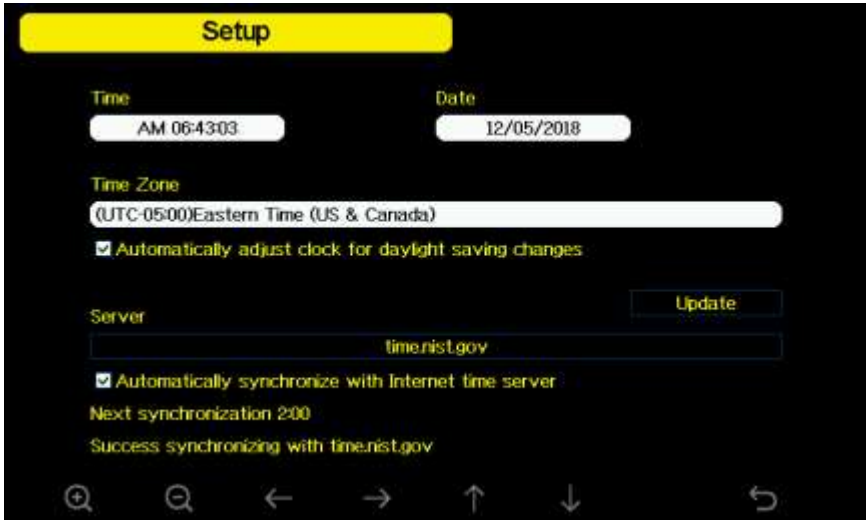 Setup
Time Date
AM 06:43:03 12/05/2018
Time Zone
(UTC-05:00)Eastern Time (US & Canada)
Automatically adjust clock for daylight saving changes
Update
Server
time.nist.gov
Automatically synchronize with Internet time server
Next synchronization 2:00
Success synchronizing with time.nist.gov